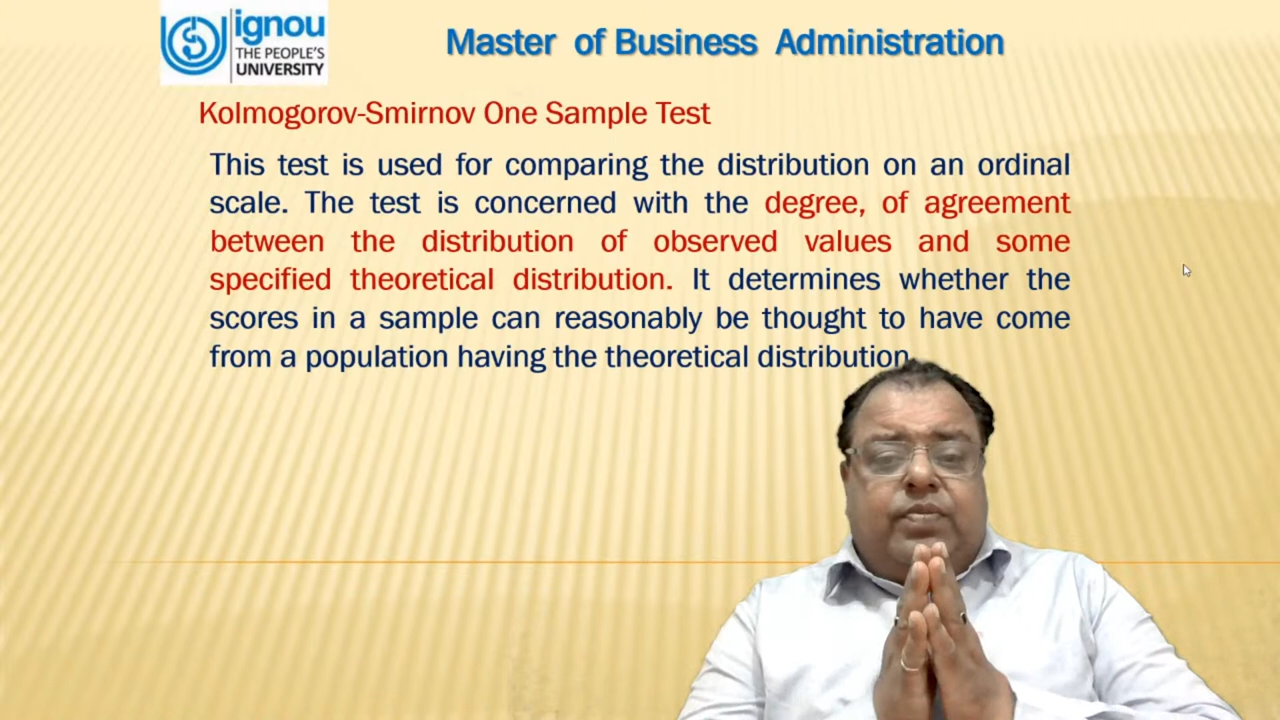 ignou
THE PEOPLE'S
UNIVERSITY
Master of Business Administration
Kolmogorov-Smirnov One Sample Test
This test is used for comparing the distribution on an ordinal
scale. The test is concerned with the degree, of agreement
between the distribution of observed values and some
specified theoretical distribution. It determines whether the
scores in a sample can reasonably be thought to have come
from a population having the theoretical distribution